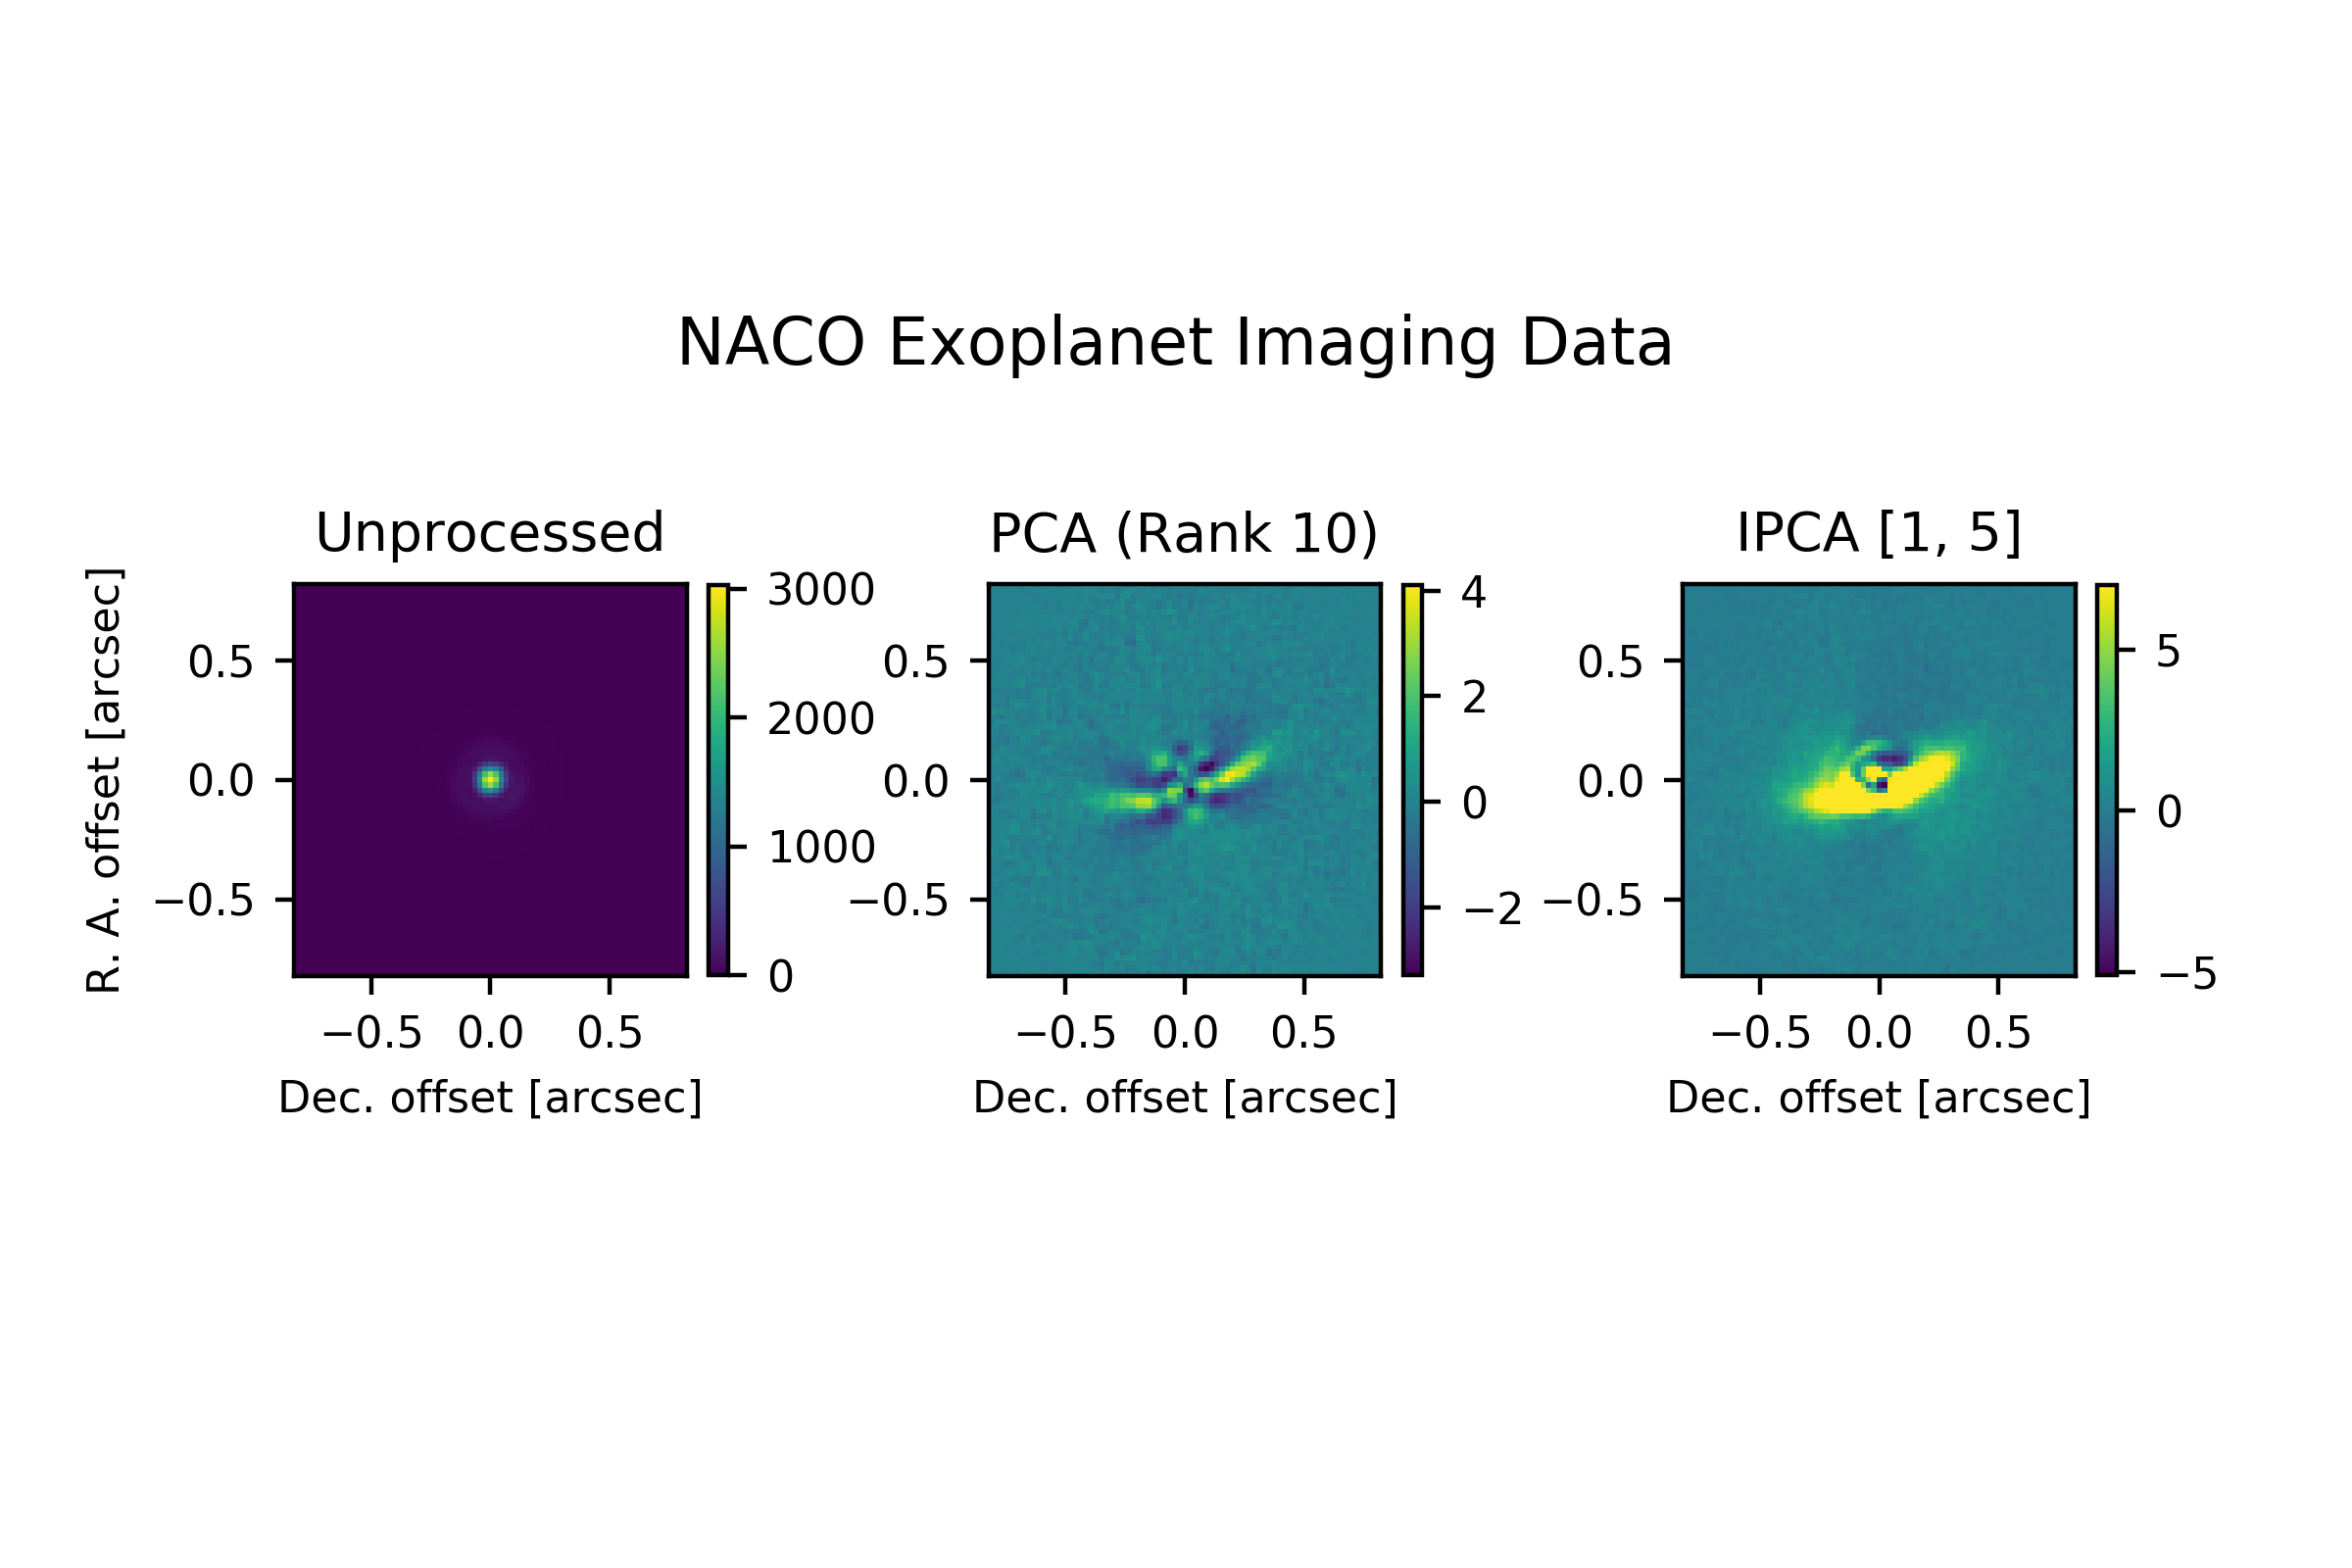 NACO Exoplanet Imaging Data
Unprocessed
R. A. offset [arcsec]
0.5
0.0
−0.5
−0.5 0.0 0.5
Dec. offset [arcsec]
3000
2000
1000
0
PCA (Rank 10)
0.5
0.0
−0.5
−0.5 0.0 0.5
Dec. offset [arcsec]
4
2
0
−2
IPCA [1, 5]
0.5
0.0
−0.5
−0.5 0.0 0.5
Dec. offset [arcsec]
5
0
−5